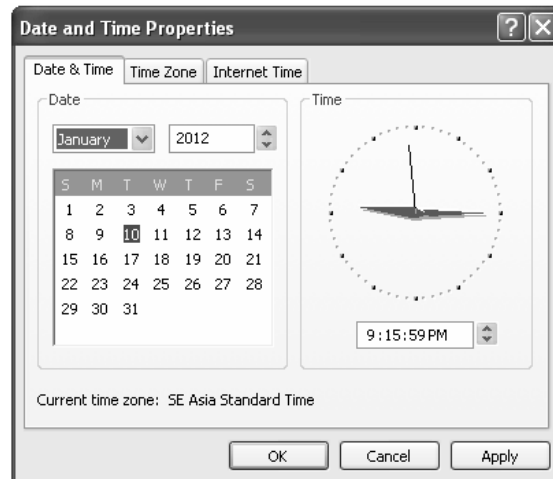 Date and Time Properties
Date & Time Time Zone Internet Time
Date
Time
January 2012
S M T W T F S
1 2 3 4 5 6 7
8 9 10 11 12 13 14
15 16 17 18 19 20 21
22 23 24 25 26 27 28
29 30 31
9:15:59 PM
Current time zone: SE Asia Standard Time
OK Cancel Apply